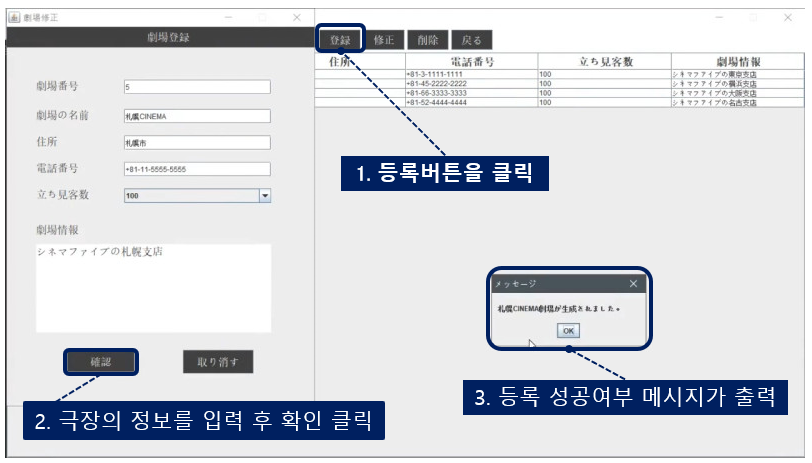 劇場修正
劇場登録
登録 修正 削除 戻る
住所 電話番号 立ち見客数 劇場情報
+81-3-1111-1111 100 シネマファイブの東京支店
+81-45-2222-2222 100 シネマファイブの横浜支店
+81-66-3333-3333 100 シネマファイブの大阪支店
+81-52-4444-4444 100 シネマファイブの名古支店
劇場番号 5
劇場の名前 札幌CINEMA
住所 札幌市
電話番号 +81-11-5555-5555
立ち見客数 100
劇場情報
シネマファイブの札幌支店
確認 取り消す
1. 등록버튼을 클릭
2. 극장의 정보를 입력 후 확인 클릭
メッセージ
札幌CINEMA劇場が生成されました。
OK
3. 등록 성공여부 메시지가 출력